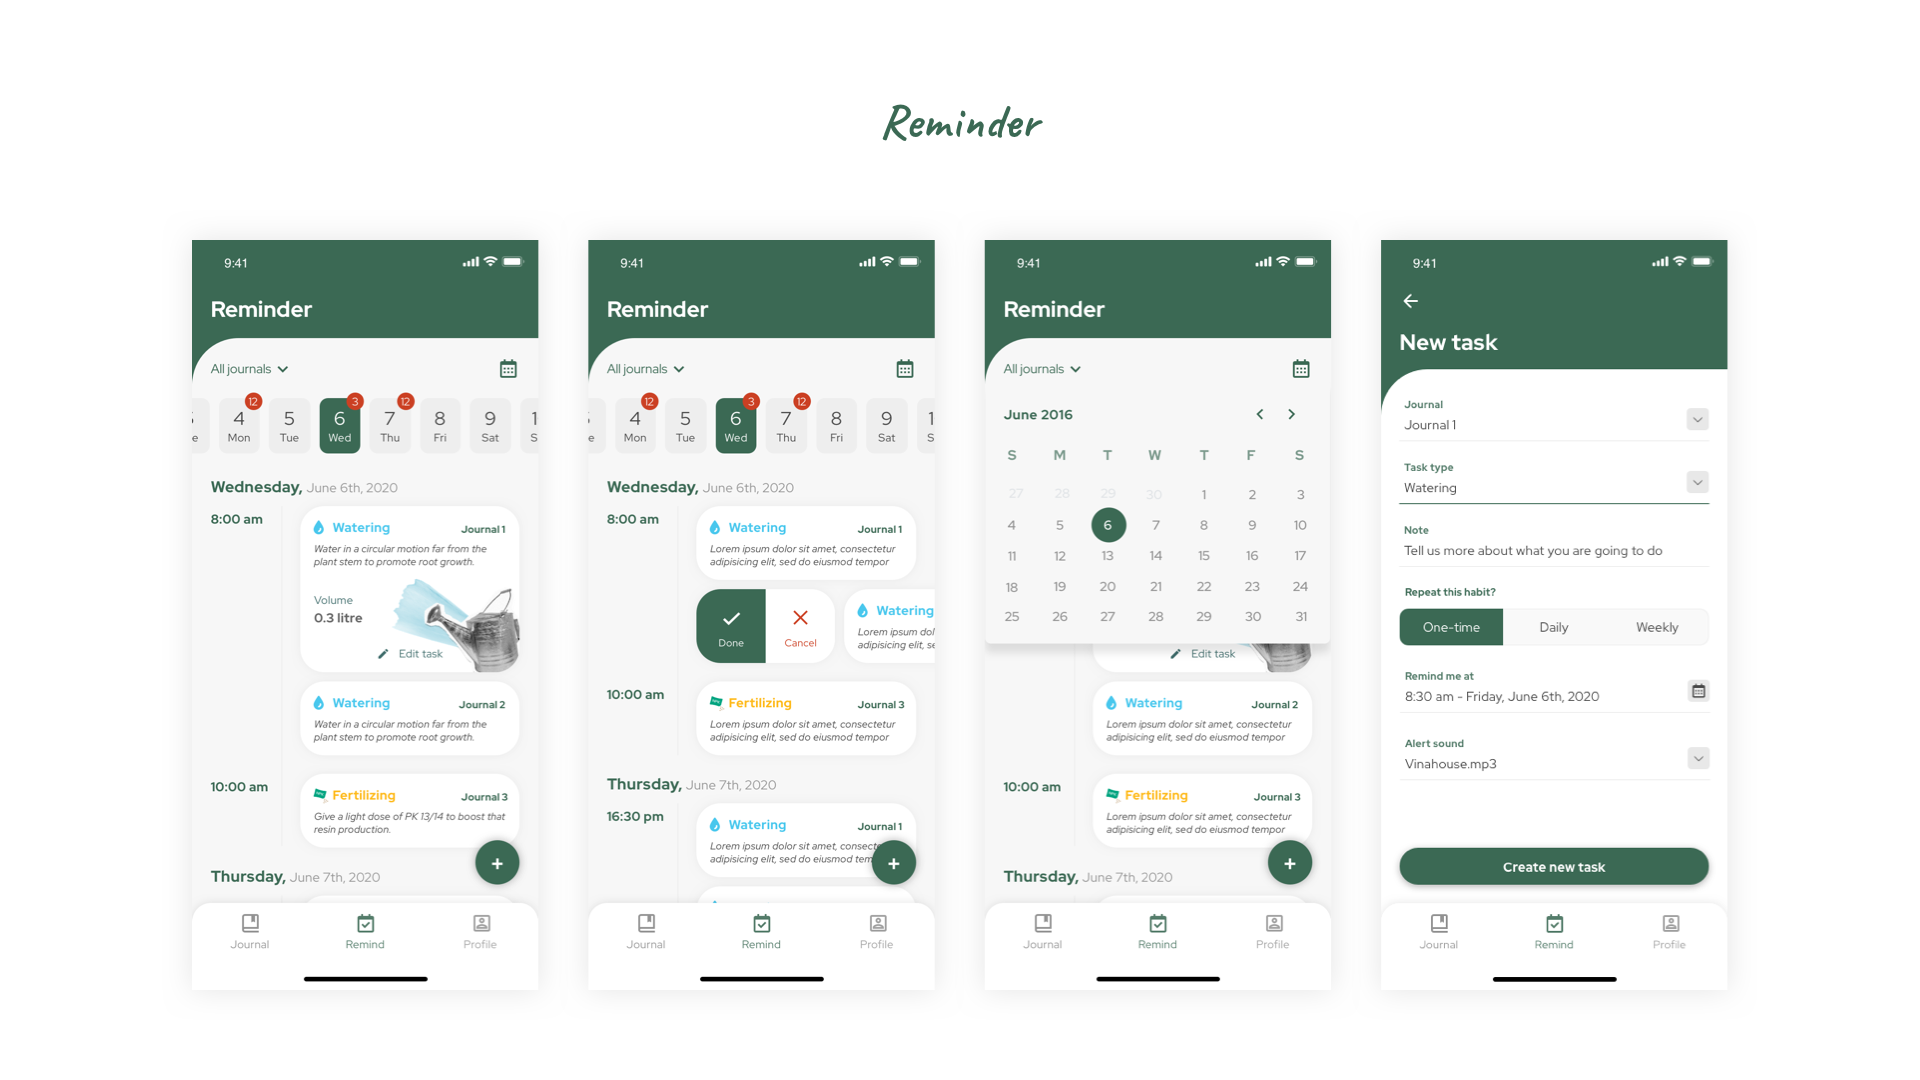 Reminder
9:41
Reminder
All journals
12
3
12
4
5
6
7
8
9
1
e
Mon
Tue
Wed
Thu
Fri
Sat
S
Wednesday, June 6th, 2020
8:00 am
Watering
Journal 1
Water in a circular motion far from the
plant stem to promote root growth.
Volume
0.3 litre
Edit task
Watering
Journal 2
Water in a circular motion far from the
plant stem to promote root growth.
10:00 am
Fertilizing
Journal 3
Give a light dose of PK 13/14 to boost that
resin production.
+
Thursday, June 7th, 2020
Journal
Remind
Profile
9:41
Reminder
All journals
12
3
12
4
5
6
7
8
9
1
e
Mon
Tue
Wed
Thu
Fri
Sat
S
Wednesday, June 6th, 2020
8:00 am
Watering
Journal 1
Lorem ipsum dolor sit amet, consectetur
adipisicing elit, sed do eiusmod tempor
Done
Cancel
Watering
Lorem ipsum dol
adipisicing elit, se
10:00 am
Fertilizing
Journal 3
Lorem ipsum dolor sit amet, consectetur
adipisicing elit, sed do eiusmod tempor
Thursday, June 7th, 2020
16:30 pm
Watering
Journal 1
Lorem ipsum dolor sit amet, consect
adipisicing elit, sed do eiusmod tem
+
Journal
Remind
Profile
9:41
Reminder
All journals
June 2016
S M T W T F S
27 28 29 30 1 2 3
4 5 6 7 8 9 10
11 12 13 14 15 16 17
18 19 20 21 22 23 24
25 26 27 28 29 30 31
Edit task
Watering
Journal 2
Lorem ipsum dolor sit amet, consectetur
adipisicing elit, sed do eiusmod tempor
10:00 am
Fertilizing
Journal 3
Lorem ipsum dolor sit amet, consectetur
adipisicing elit, sed do eiusmod tempor
+
Thursday, June 7th, 2020
Journal
Remind
Profile
9:41
New task
Journal
Journal 1
Task type
Watering
Note
Tell us more about what you are going to do
Repeat this habit?
One-time
Daily
Weekly
Remind me at
8:30 am - Friday, June 6th, 2020
Alert sound
Vinahouse.mp3
Create new task
Journal
Remind
Profile